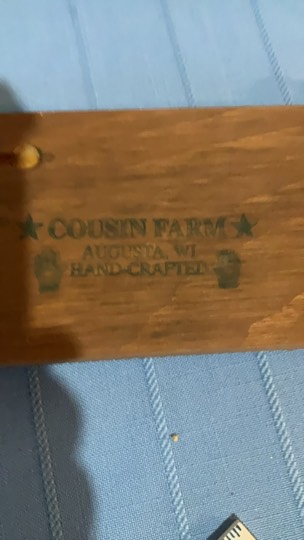 ★ COUSIN FARM ★
AUGUSTA, WI
HAND-CRAFTED